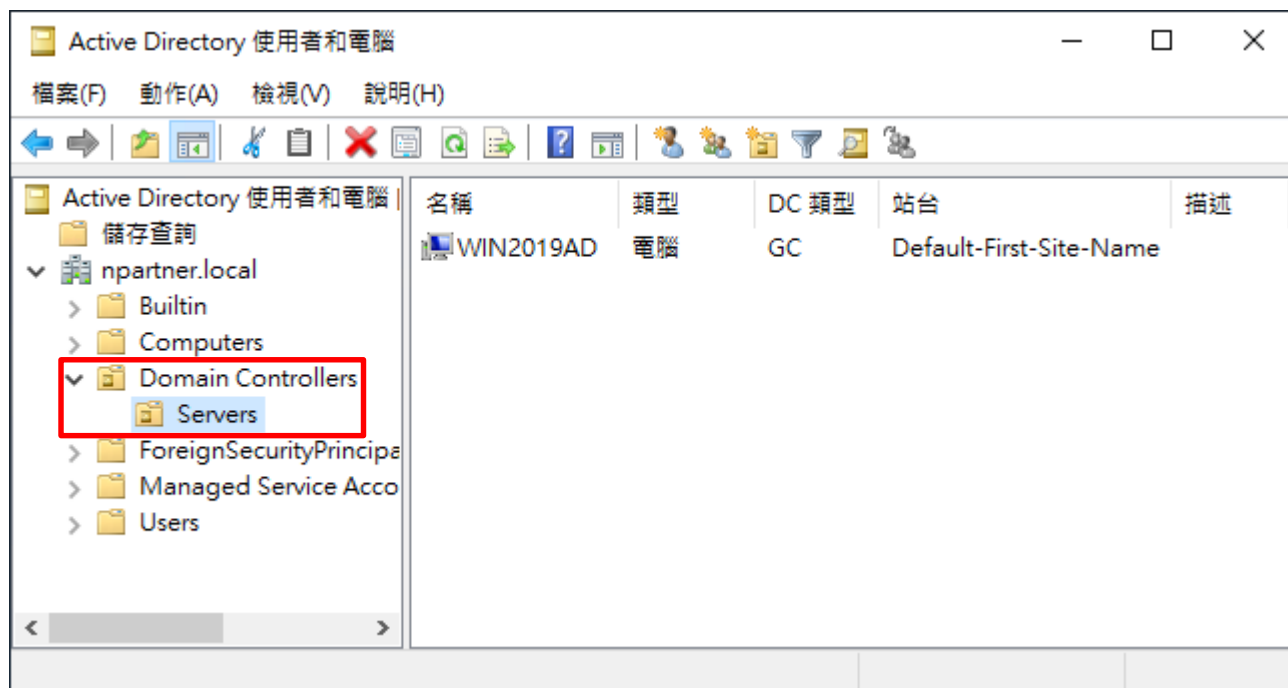 Active Directory 使用者和電腦
檔案(F) 動作(A) 檢視(V) 說明(H)
Active Directory 使用者和電腦
儲存查詢
npartner.local
Builtin
Computers
Domain Controllers
Servers
ForeignSecurityPrincipa
Managed Service Acco
Users
名稱 類型 DC 類型 站台 描述
WIN2019AD 電腦 GC Default-First-Site-Name